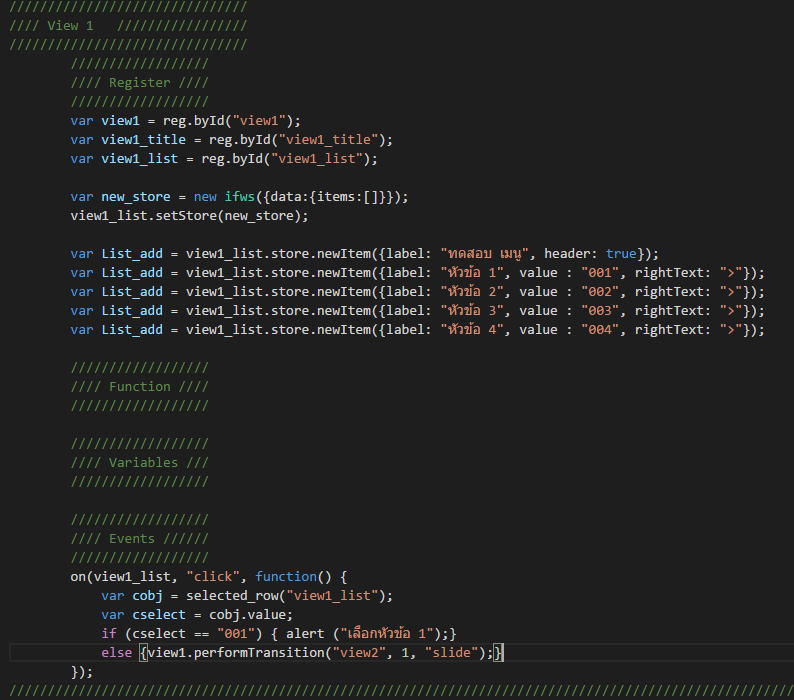 ///////////////////////////////
//// View 1   /////////////////
///////////////////////////////
//////////////////
//// Register ////
//////////////////
var view1 = reg.byId("view1");
var view1_title = reg.byId("view1_title");
var view1_list = reg.byId("view1_list");
var new_store = new ifws({data:{items:[]}});
view1_list.setStore(new_store);
var List_add = view1_list.store.newItem({label: "ทดสอบ เมนู", header: true});
var List_add = view1_list.store.newItem({label: "หัวข้อ 1", value : "001", rightText: ">"});
var List_add = view1_list.store.newItem({label: "หัวข้อ 2", value : "002", rightText: ">"});
var List_add = view1_list.store.newItem({label: "หัวข้อ 3", value : "003", rightText: ">"});
var List_add = view1_list.store.newItem({label: "หัวข้อ 4", value : "004", rightText: ">"});
//////////////////
//// Function ////
//////////////////
//////////////////
//// Variables ///
//////////////////
//////////////////
//// Events //////
//////////////////
on(view1_list, "click", function() {
var cobj = selected_row("view1_list");
var cselect = cobj.value;
if (cselect == "001") { alert ("เลือกหัวข้อ 1");}
else {view1.performTransition("view2", 1, "slide");}
});
//////////////////////////////////////////////////////////////////////////////////////////////////////